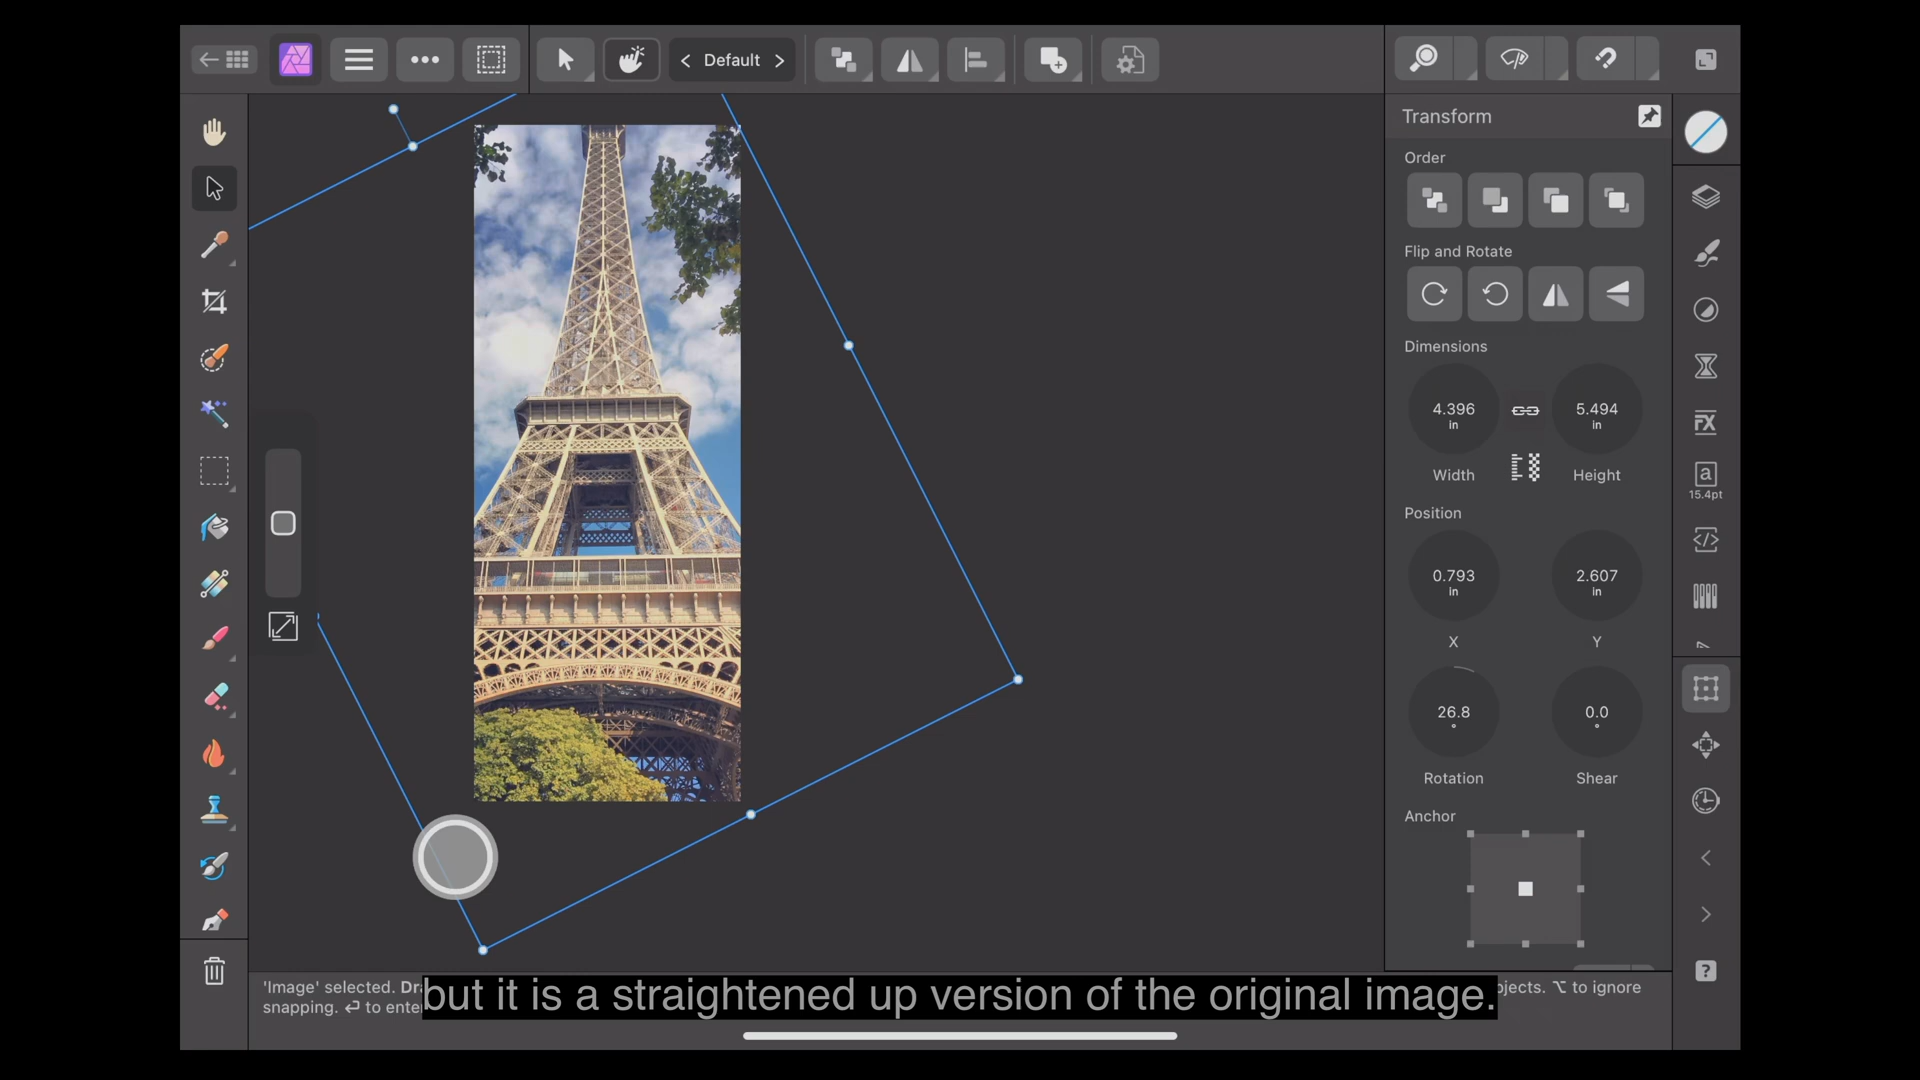 Default
Transform
Order
Flip and Rotate
Dimensions
4.396
in
5.494
in
Width
Height
Position
0.793
in
2.607
in
X
Y
26.8
°
0.0
°
Rotation
Shear
Anchor
FX
a
15.4pt
?
'Image' selected. Dra
jects. ⌥ to ignore
snapping. ↵ to ente
but it is a straightened up version of the original image.